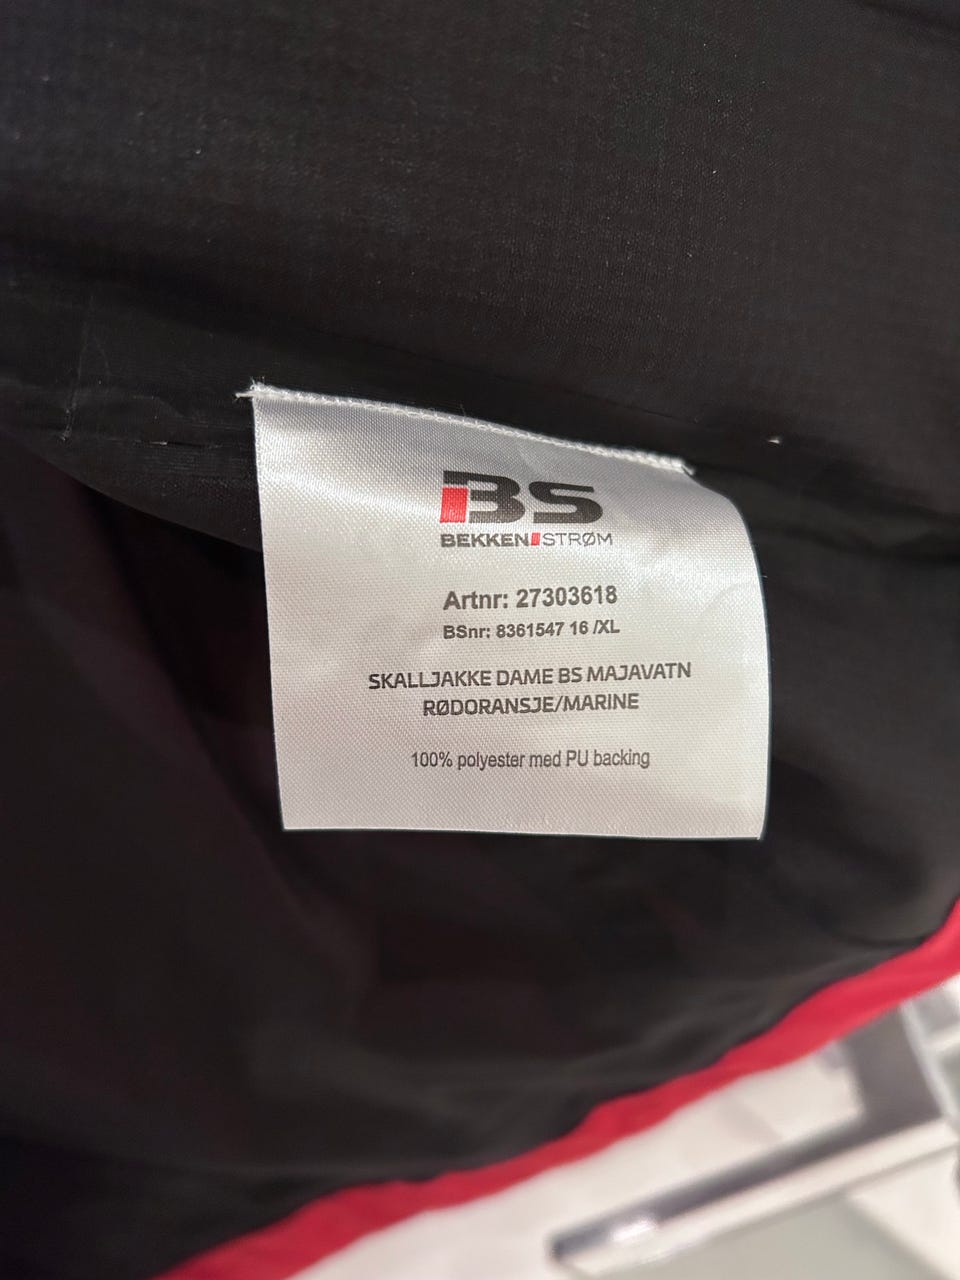 BS
BEKKEN STRØM
Artnr: 27303618
BSnr: 8361547 16 /XL
SKALLJAKKE DAME BS MAJAVATN
RØDORANSJE/MARINE
100% polyester med PU backing